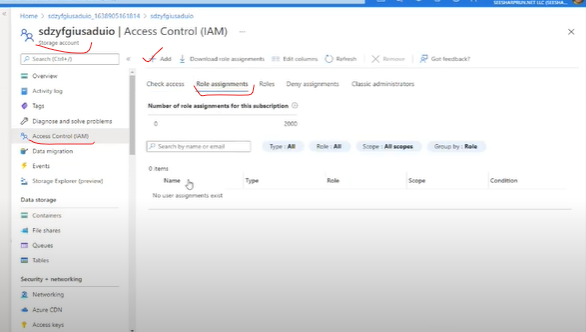 SEESHARPRUN.NET LLC (SEESHA...
Home > sdzyfgiusaduio_1638905161814 > sdzyfgiusaduio
sdzyfgiusaduio | Access Control (IAM) ...
Storage account
Search (Ctrl+/)
Overview
Activity log
Tags
Diagnose and solve problems
Access Control (IAM)
Data migration
Events
Storage Explorer (preview)
Data storage
Containers
File shares
Queues
Tables
Security + networking
Networking
Azure CDN
Access keys
Add Download role assignments Edit columns Refresh Remove Got feedback?
Check access Role assignments Roles Deny assignments Classic administrators
Number of role assignments for this subscription
0 2000
Search by name or email Type : All Role : All Scope : All scopes Group by : Role
0 items
Name Type Role Scope Condition
No user assignments exist